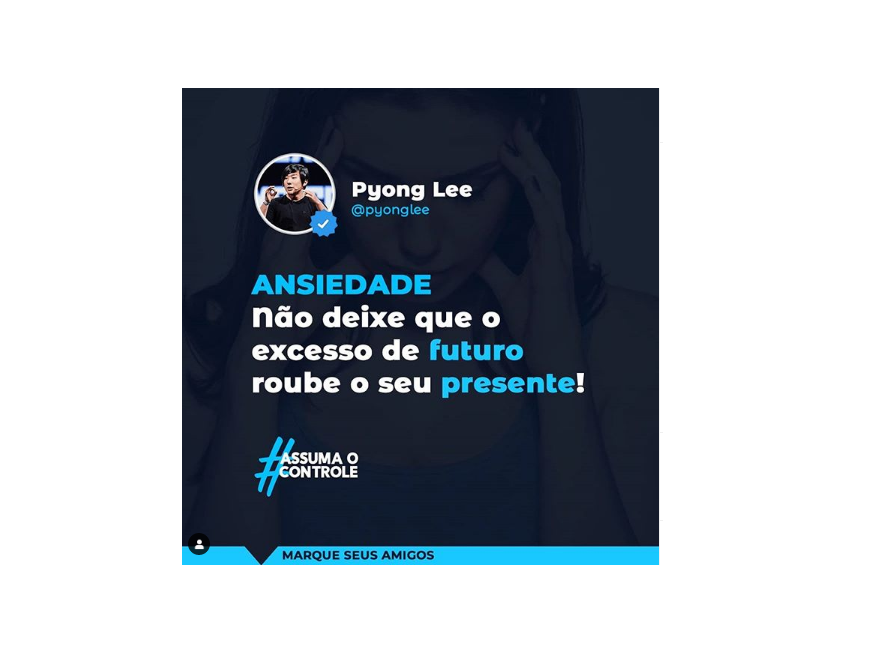 Pyong Lee
@pyonglee
ANSIEDADE
Não deixe que o
excesso de futuro
roube o seu presente!
#ASSUMA O
CONTROLE
MARQUE SEUS AMIGOS